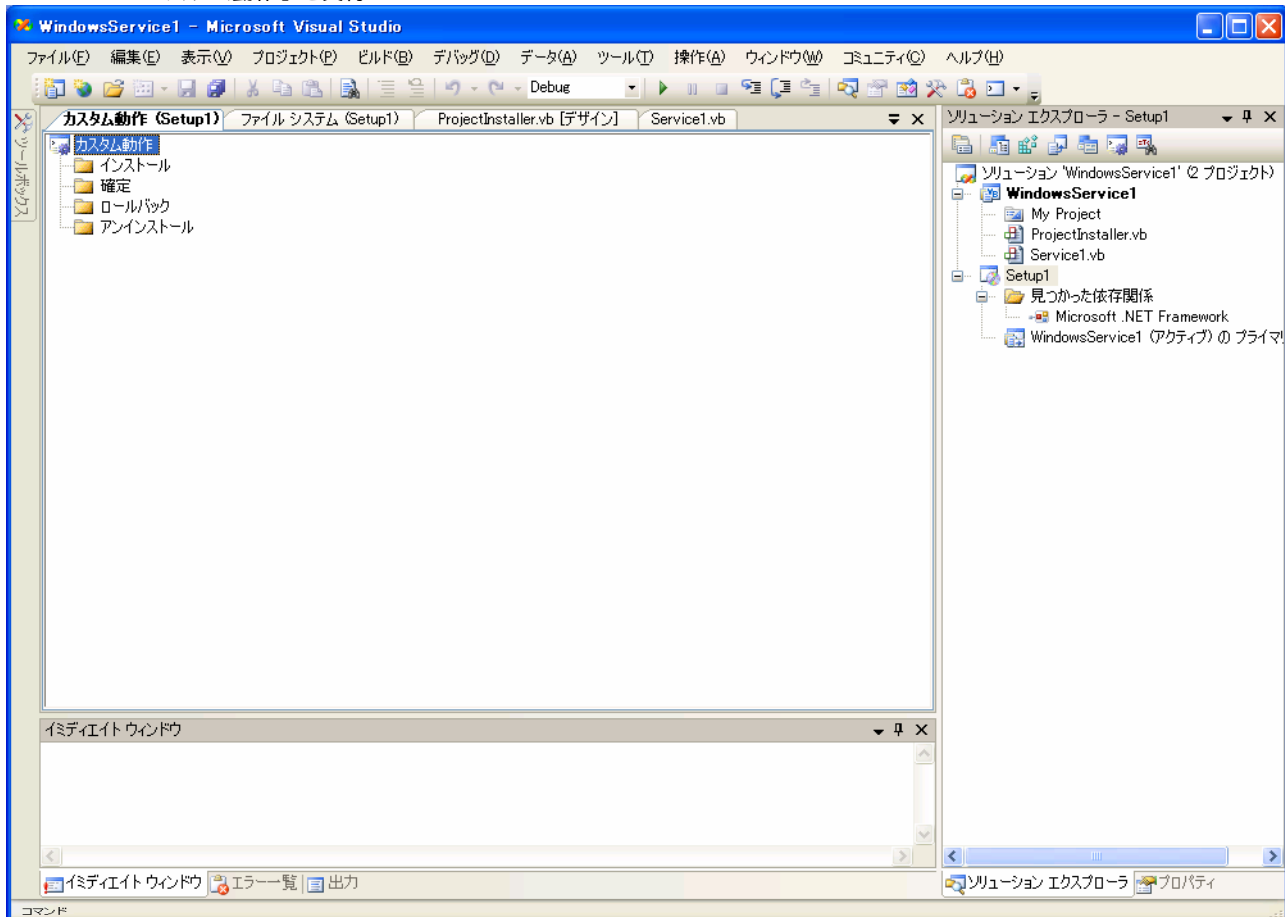 WindowsService1 - Microsoft Visual Studio
ファイル(F) 編集(E) 表示(V) プロジェクト(P) ビルド(B) デバッグ(D) データ(A) ツール(T) 操作(A) ウィンドウ(W) コミュニティ(C) ヘルプ(H)
Debug
ツールボックス
カスタム動作 (Setup1) ファイル システム (Setup1) ProjectInstaller.vb [デザイン] Service1.vb
カスタム動作
インストール
確定
ロールバック
アンインストール
ソリューション エクスプローラ - Setup1
ソリューション 'WindowsService1' (2 プロジェクト)
WindowsService1
My Project
ProjectInstaller.vb
Service1.vb
Setup1
見つかった依存関係
Microsoft .NET Framework
WindowsService1 (アクティブ) の プライマリ
イミディエイト ウィンドウ
イミディエイト ウィンドウ エラー一覧 出力
ソリューション エクスプローラ プロパティ
コマンド